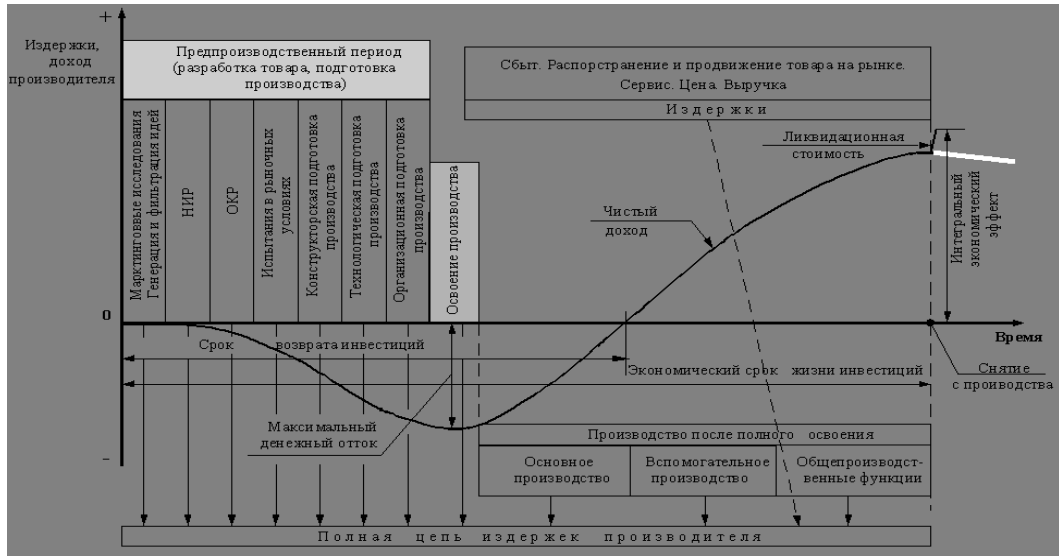 +
Издержки,
доход
производителя
Предпроизводственный период
(разработка товара, подготовка
производства)
Марктинговвые исследования
Генерация и фильтрация идей
НИР
ОКР
Испытания в рыночных
условиях
Конструкторская подготовка
производства
Технологическая подготовка
производства
Организационная подготовка
производства
Освоение производства
Сбыт. Распорстранение и продвижение товара на рынке.
Сервис. Цена. Выручка
Издержки
Ликвидационная
стоимость
Чистый
доход
Интегральный
экономический
эффект
0
Время
Срок возврата инвестиций
Экономический срок жизни инвестиций
Снятие
с проиводства
Максимальный
денежный отток
-
Производство после полного освоения
Основное
производство
Вспомогательное
производство
Общепроизводст-
венные функции
Полная цепь издержек производителя